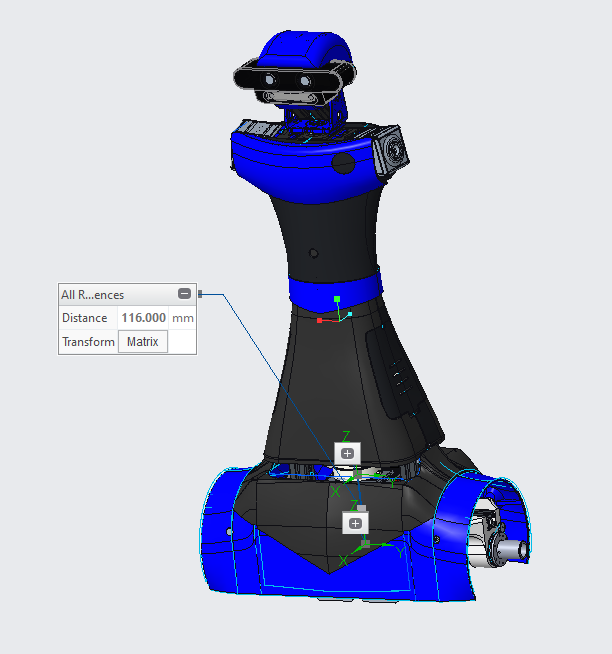 All R...ences
Distance 116.000 mm
Transform Matrix
Z
X Y
Z
X Y